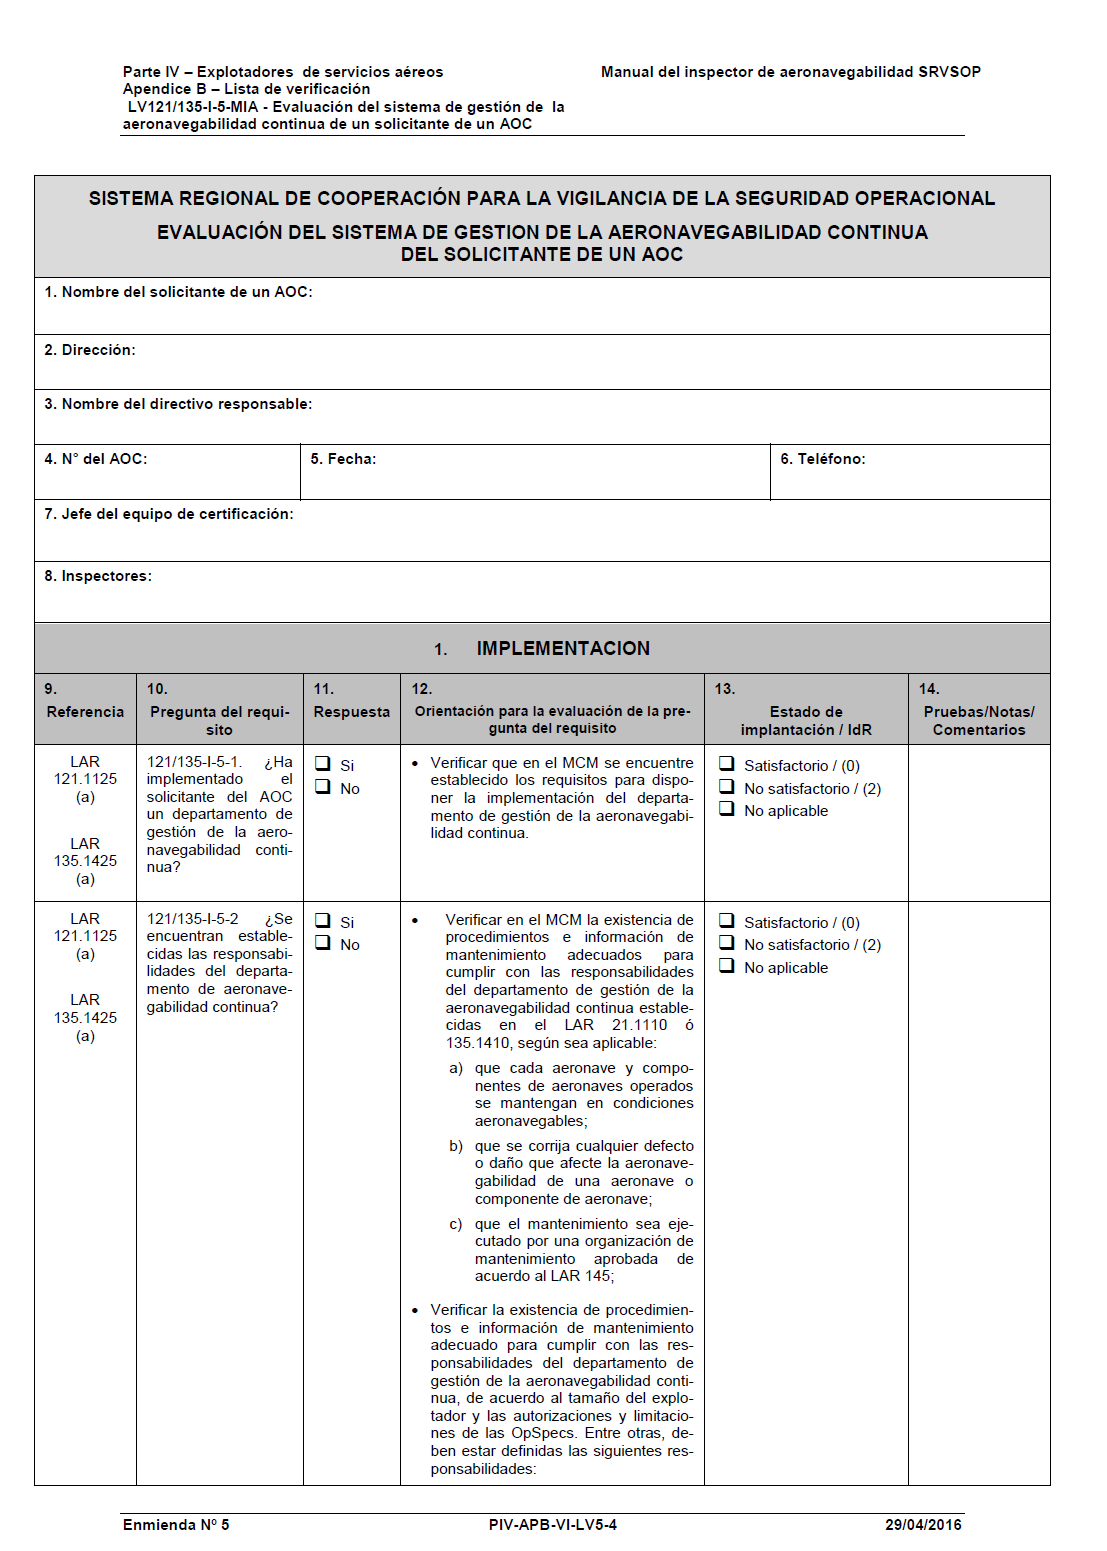 Parte IV – Explotadores de servicios aéreos
Manual del inspector de aeronavegabilidad SRVSOP
Apendice B – Lista de verificación
LV121/135-I-5-MIA - Evaluación del sistema de gestión de la
aeronavegabilidad continua de un solicitante de un AOC
SISTEMA REGIONAL DE COOPERACIÓN PARA LA VIGILANCIA DE LA SEGURIDAD OPERACIONAL
EVALUACIÓN DEL SISTEMA DE GESTION DE LA AERONAVEGABILIDAD CONTINUA
DEL SOLICITANTE DE UN AOC
1. Nombre del solicitante de un AOC:
2. Dirección:
3. Nombre del directivo responsable:
4. N° del AOC:
5. Fecha:
6. Teléfono:
7. Jefe del equipo de certificación:
8. Inspectores:
1. IMPLEMENTACION
9.
Referencia
10.
Pregunta del requi-
sito
11.
Respuesta
12.
Orientación para la evaluación de la pre-
gunta del requisito
13.
Estado de
implantación / IdR
14.
Pruebas/Notas/
Comentarios
LAR
121.1125
(a)
LAR
135.1425
(a)
121/135-I-5-1. ¿Ha
implementado el
solicitante del AOC
un departamento de
gestión de la aero-
navegabilidad conti-
nua?
❑ Si
❑ No
• Verificar que en el MCM se encuentre
establecido los requisitos para dispo-
ner la implementación del departa-
mento de gestión de la aeronavegabi-
lidad continua.
❑ Satisfactorio / (0)
❑ No satisfactorio / (2)
❑ No aplicable
LAR
121.1125
(a)
LAR
135.1425
(a)
121/135-I-5-2 ¿Se
encuentran estable-
cidas las responsabi-
lidades del departa-
mento de aeronave-
gabilidad continua?
❑ Si
❑ No
• Verificar en el MCM la existencia de
procedimientos e información de
mantenimiento adecuados para
cumplir con las responsabilidades
del departamento de gestión de la
aeronavegabilidad continua estable-
cidas en el LAR 21.1110 ó
135.1410, según sea aplicable:
a) que cada aeronave y compo-
nentes de aeronaves operados
se mantengan en condiciones
aeronavegables;
b) que se corrija cualquier defecto
o daño que afecte la aeronave-
gabilidad de una aeronave o
componente de aeronave;
c) que el mantenimiento sea eje-
cutado por una organización de
mantenimiento aprobada de
acuerdo al LAR 145;
• Verificar la existencia de procedimien-
tos e información de mantenimiento
adecuado para cumplir con las res-
ponsabilidades del departamento de
gestión de la aeronavegabilidad conti-
nua, de acuerdo al tamaño del explo-
tador y las autorizaciones y limitacio-
nes de las OpSpecs. Entre otras, de-
ben estar definidas las siguientes res-
ponsabilidades:
❑ Satisfactorio / (0)
❑ No satisfactorio / (2)
❑ No aplicable
Enmienda Nº 5
PIV-APB-VI-LV5-4
29/04/2016